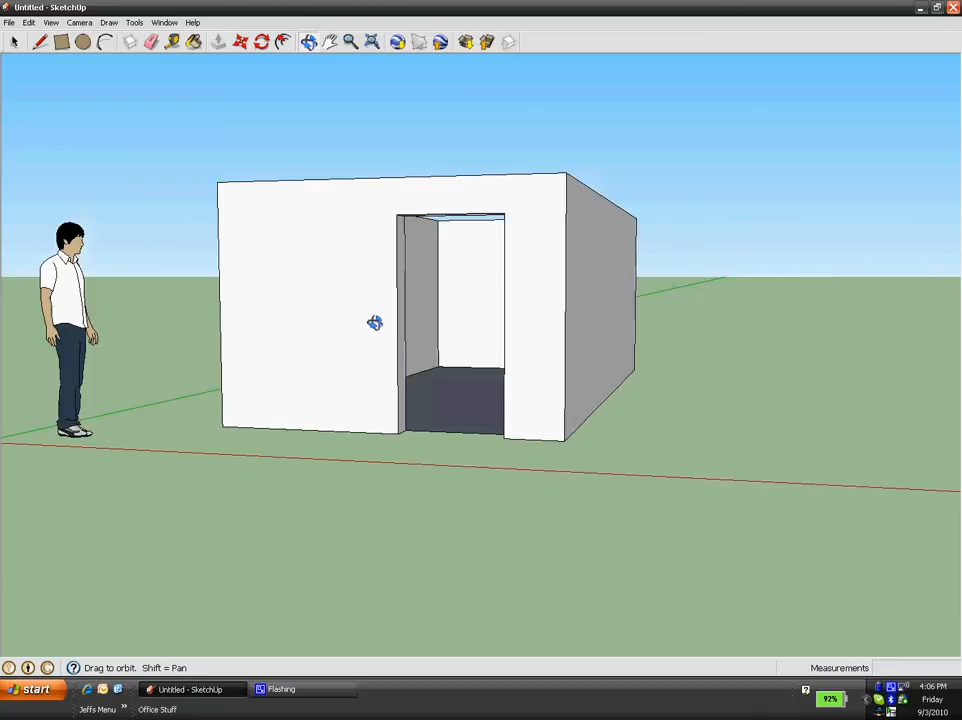 Untitled - SketchUp
File Edit View Camera Draw Tools Window Help
Drag to orbit. Shift = Pan
Measurements
start
Untitled - SketchUp
Flashing
92%
4:06 PM
Friday
9/3/2010
Jeffs Menu »
Office Stuff